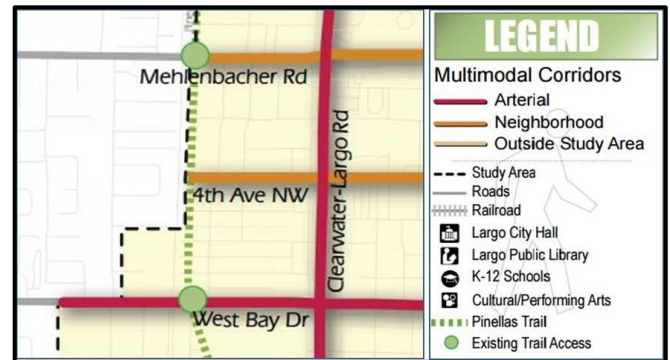 Pine
Mehlenbacher Rd
4th Ave NW
Clearwater-Largo Rd
West Bay Dr
LEGEND
Multimodal Corridors
Arterial
Neighborhood
Outside Study Area
Study Area
Roads
Railroad
Largo City Hall
Largo Public Library
K-12 Schools
Cultural/Performing Arts
Pinellas Trail
Existing Trail Access